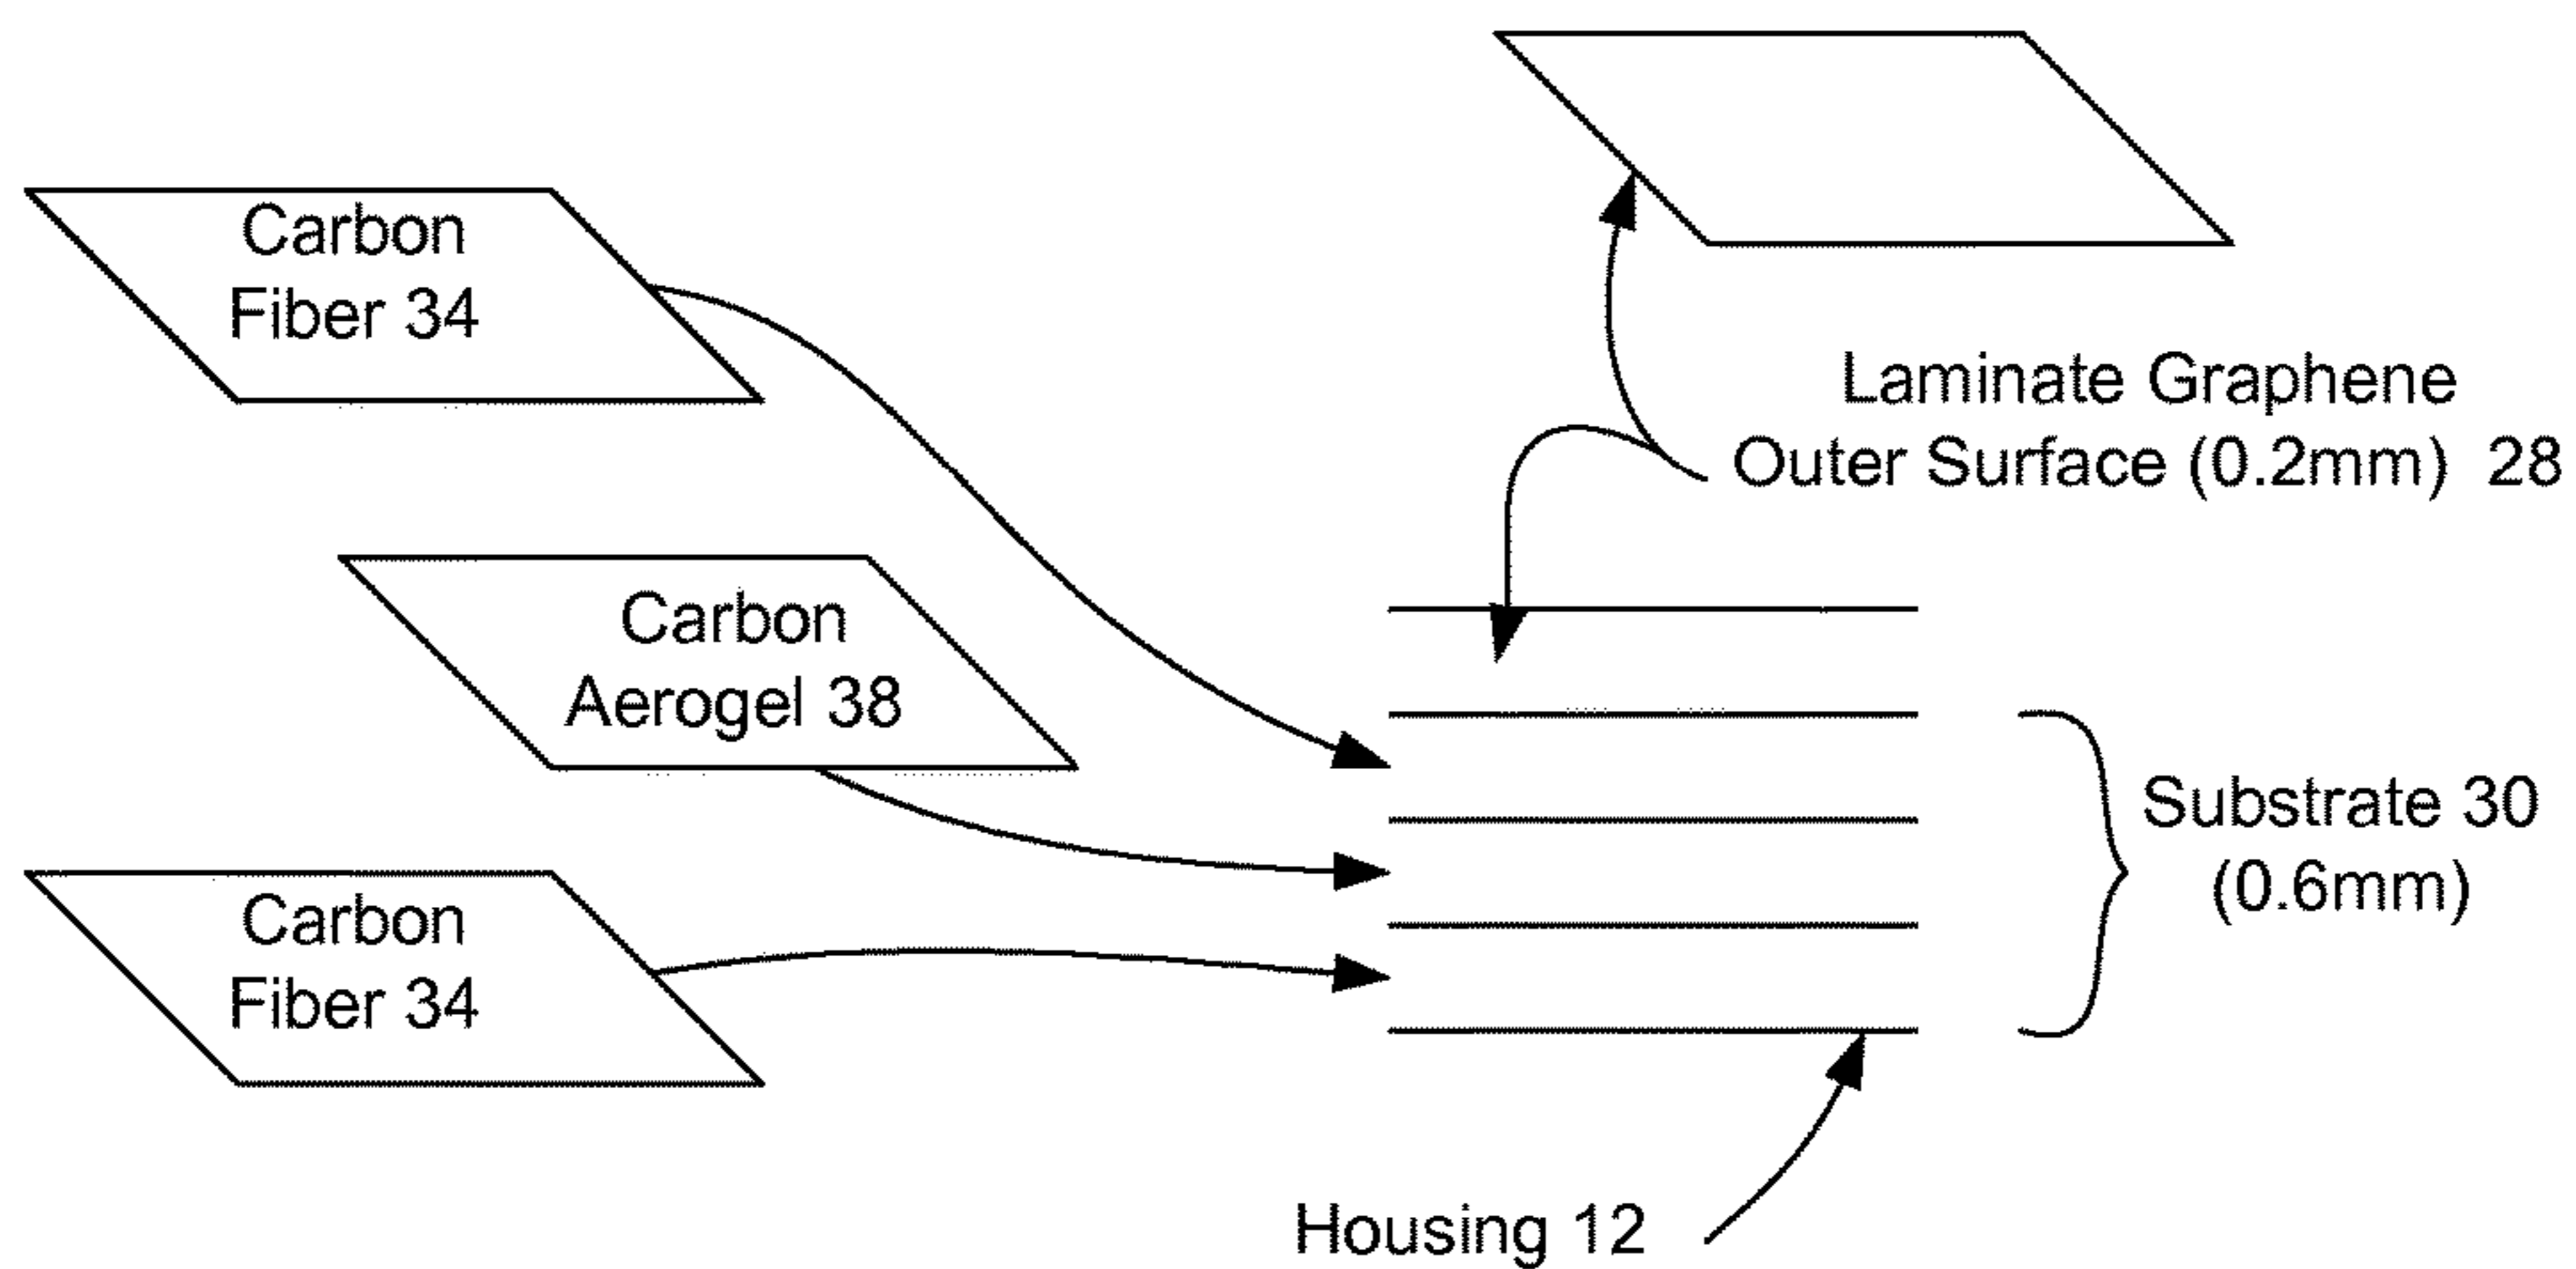 Carbon
Fiber 34
Laminate Graphene
Outer Surface (0.2mm) 28
Carbon
Aerogel 38
Substrate 30
(0.6mm)
Carbon
Fiber 34
Housing 12